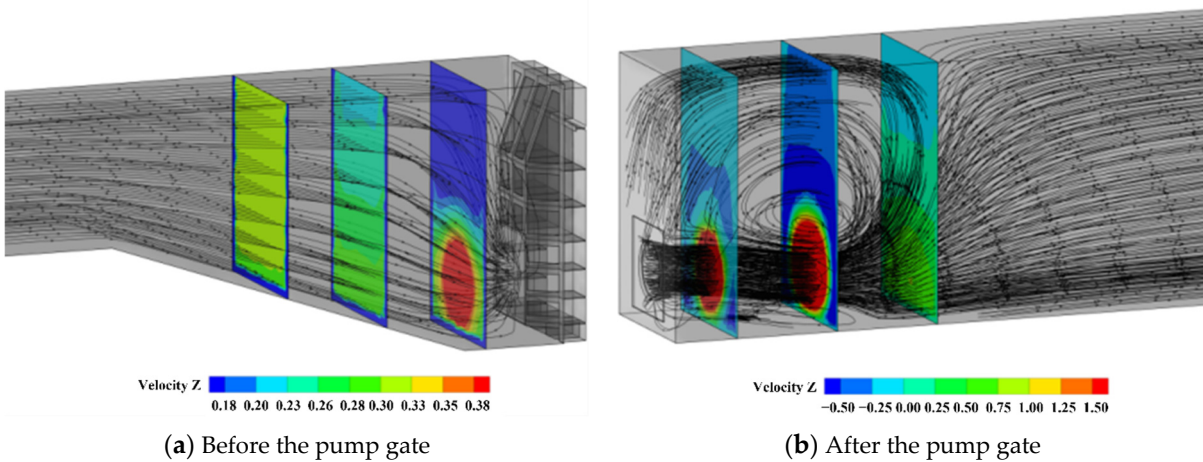 Velocity Z
0.18 0.20 0.23 0.26 0.28 0.30 0.33 0.35 0.38
(a) Before the pump gate
Velocity Z
−0.50 −0.25 0.00 0.25 0.50 0.75 1.00 1.25 1.50
(b) After the pump gate